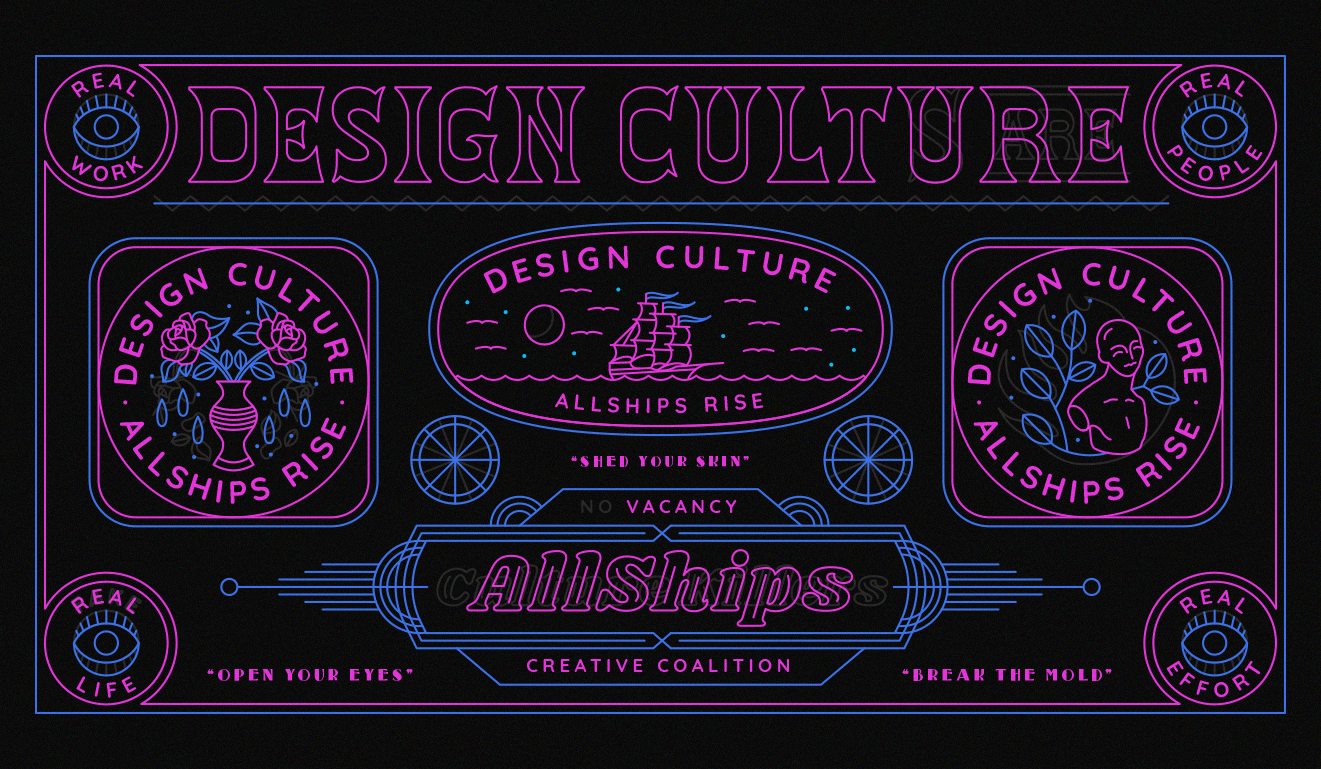 REAL
WORK
DESIGN CULTURE
REAL
PEOPLE
DESIGN CULTURE
· ALLSHIPS RISE ·
DESIGN CULTURE
ALLSHIPS RISE
DESIGN CULTURE
· ALLSHIPS RISE ·
“SHED YOUR SKIN”
NO VACANCY
AllShips
CREATIVE COALITION
REAL
LIFE
“OPEN YOUR EYES”
“BREAK THE MOLD”
REAL
EFFORT